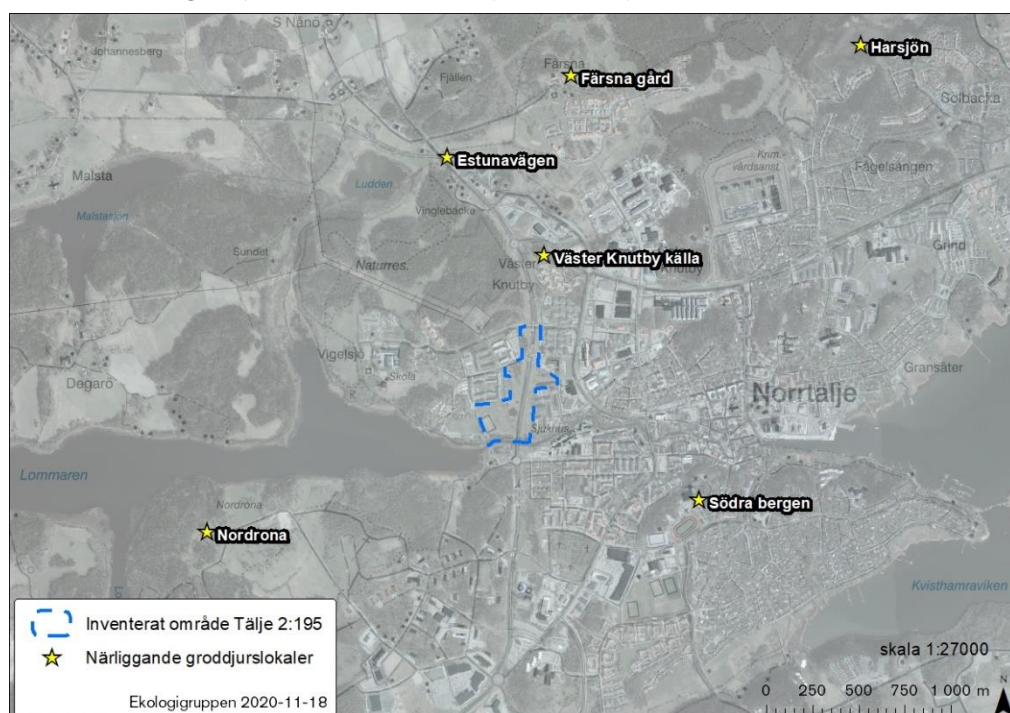 S Nånö
Johannesberg
Fjällen
Färsna
Färsna gård
Harsjön
Solbacka
Krim.-
vårdsanst.
Fågelsången
Estunavägen
Malsta
Ludden
Malstasjön
Vinglebacke
Sundet
Naturres.
Väster
Knutby
Väster Knutby källa
Knutby
Grind
Vigelsjö
Skola
Degarö
Gransäter
Norrtälje
Sjukhus
Lommaren
Nordrona
Nordrona
Södra bergen
Kvisthamraviken
Inventerat område Tälje 2:195
Närliggande groddjurslokaler
Ekologigruppen 2020-11-18
skala 1:27000
0 250 500 750 1 000 m
N